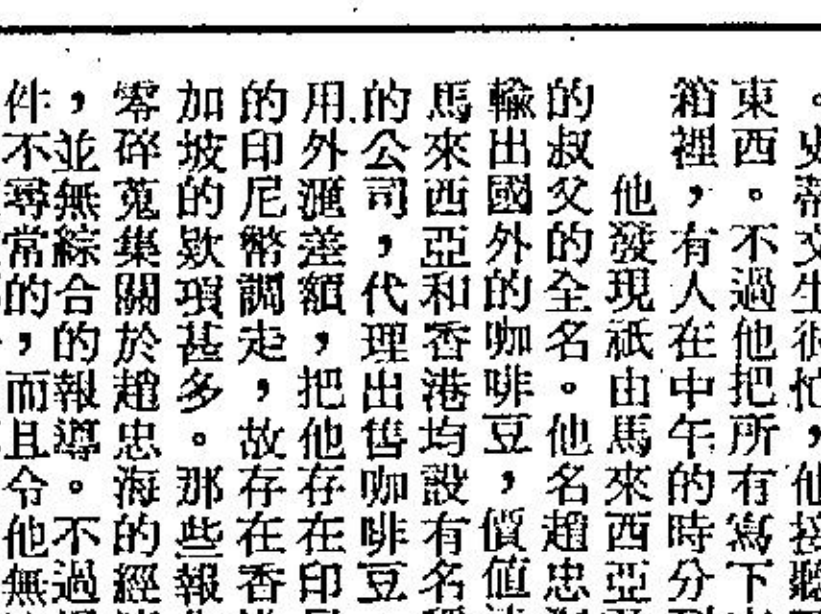 東西。不過他把所有寫下
箱裡，有人在中午的時分
他發現祇由馬來西亞
的叔父的全名。他名趙忠
輸出國外的咖啡豆，價值
馬來西亞和香港均設有名
的公司，代理出售咖啡豆
用外滙差額，把他存在印
的印尼幣調走，故存在香
加坡的欵項甚多。那些報
零碎蒐集關於趙忠海的經
，並無綜合的報導。不過
件不尋常的，而且令他無